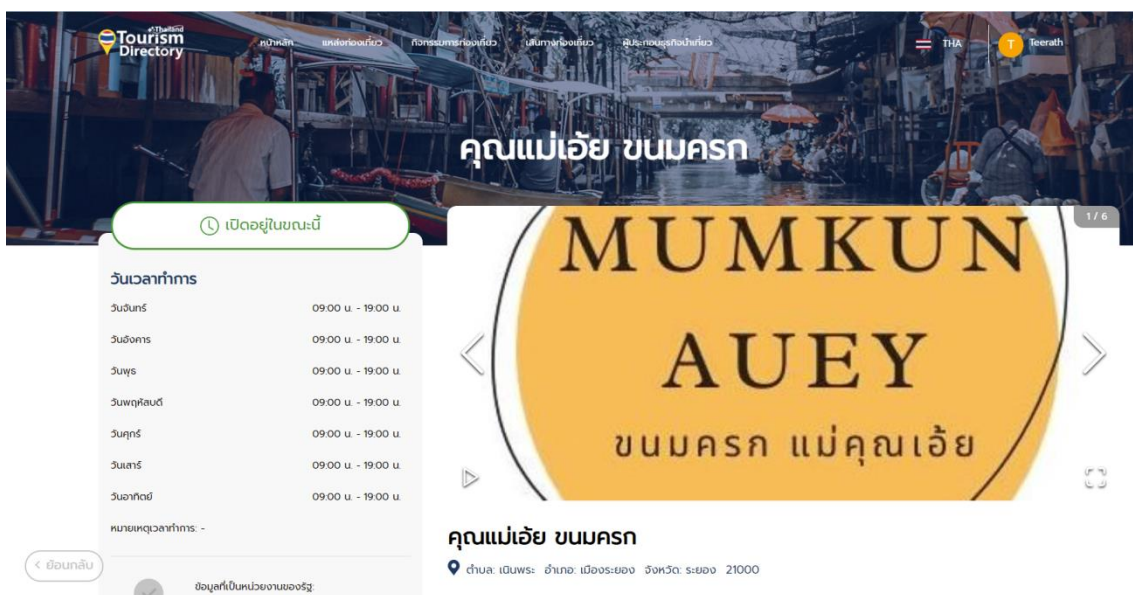 Thailand
Tourism
Directory
หน้าหลัก แหล่งท่องเที่ยว กิจกรรมการท่องเที่ยว เส้นทางท่องเที่ยว ผู้ประกอบธุรกิจนำเที่ยว THA T Teerath
คุณแม่เอ้ย ขนมครก
เปิดอยู่ในขณะนี้
1 / 6
MUMKUN
AUEY
ขนมครก แม่คุณเอ้ย
วันเวลาทำการ
วันจันทร์ 09:00 น. - 19:00 น.
วันอังคาร 09:00 น. - 19:00 น.
วันพุธ 09:00 น. - 19:00 น.
วันพฤหัสบดี 09:00 น. - 19:00 น.
วันศุกร์ 09:00 น. - 19:00 น.
วันเสาร์ 09:00 น. - 19:00 น.
วันอาทิตย์ 09:00 น. - 19:00 น.
หมายเหตุเวลาทำการ: -
คุณแม่เอ้ย ขนมครก
ตำบล: เนินพระ อำเภอ: เมืองระยอง จังหวัด: ระยอง 21000
< ย้อนกลับ
ข้อมูลที่เป็นหน่วยงานของรัฐ: